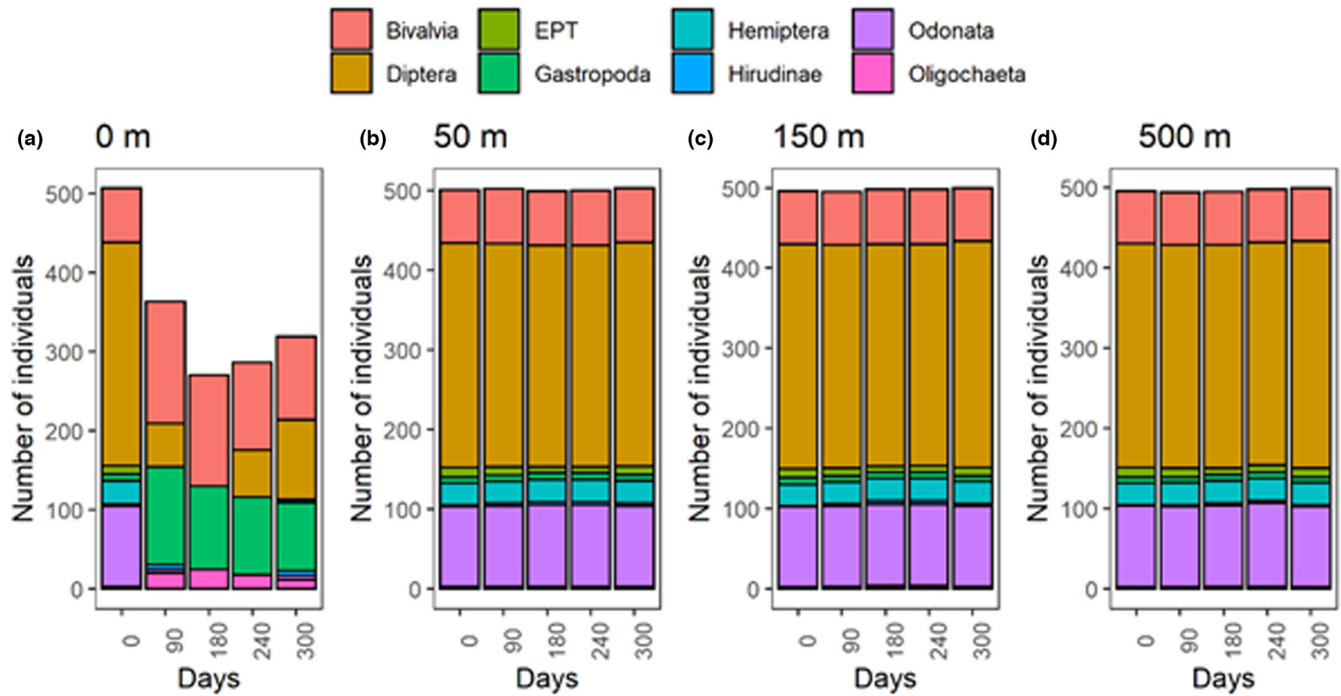 Bivalvia EPT Hemiptera Odonata
Diptera Gastropoda Hirudinae Oligochaeta
(a) 0 m (b) 50 m (c) 150 m (d) 500 m
Number of individuals
500
400
300
200
100
0
0 90 180 240 300
Days
Number of individuals
500
400
300
200
100
0
0 90 180 240 300
Days
Number of individuals
500
400
300
200
100
0
0 90 180 240 300
Days
Number of individuals
500
400
300
200
100
0
0 90 180 240 300
Days